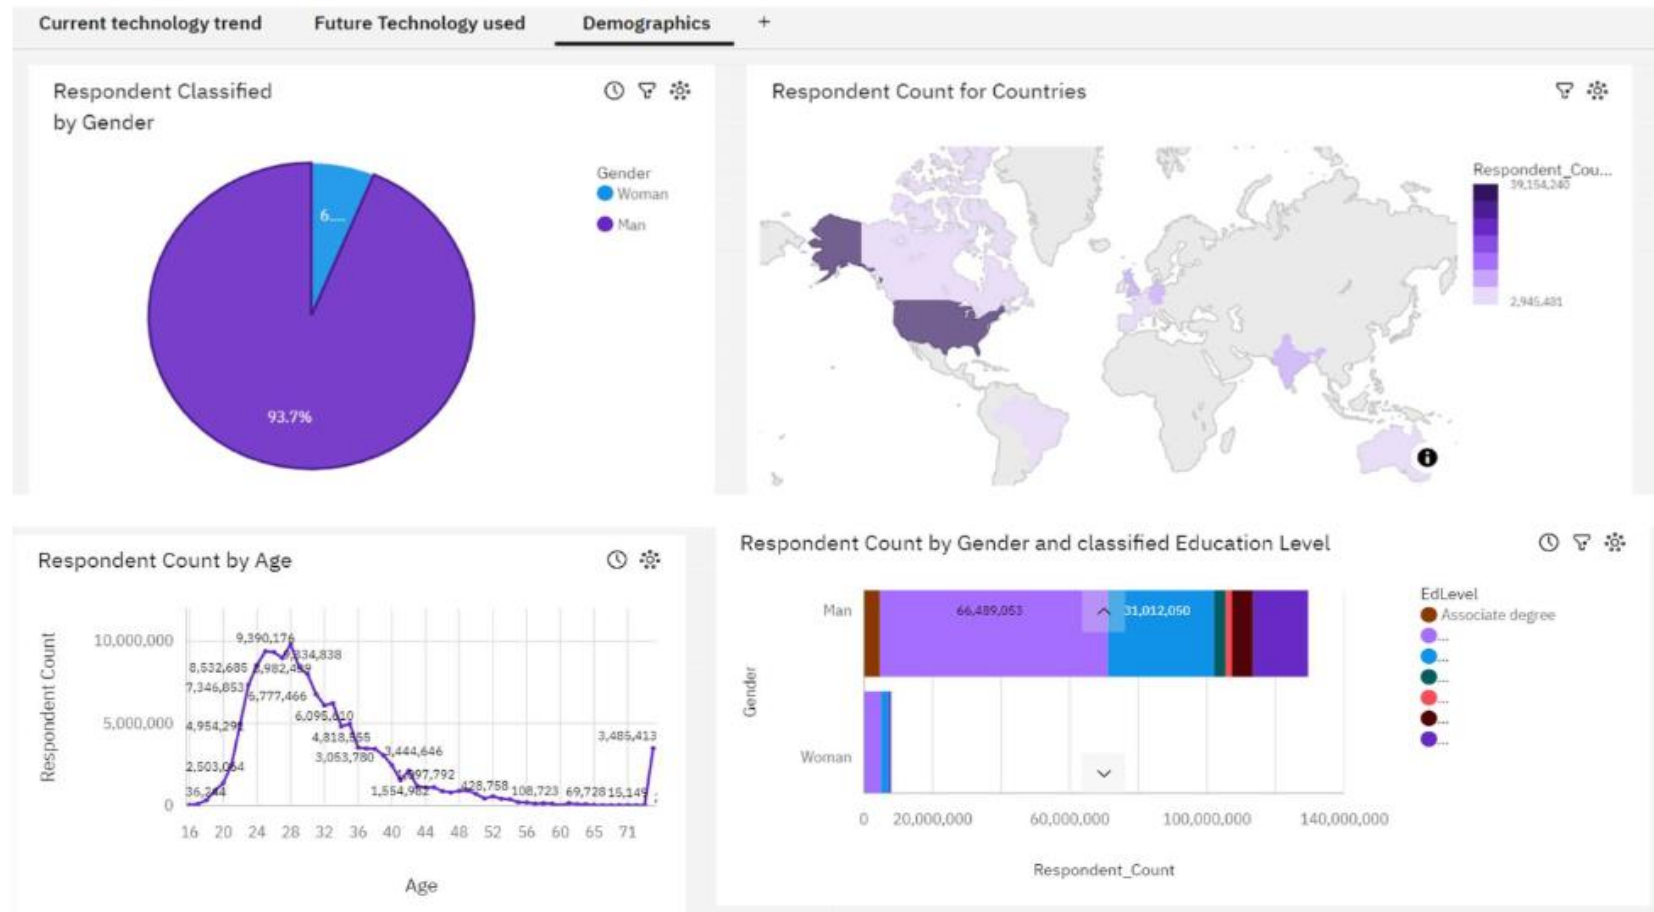 Current technology trend Future Technology used Demographics +
Respondent Classified
by Gender
Gender
Woman
Man
6....
93.7%
Respondent Count for Countries
Respondent_Cou...
39,154,240
2,945,481
Respondent Count by Age
Respondent Count
10,000,000
5,000,000
0
9,390,176
8,532,685
7,346,853
6,777,466
6,095,610
4,954,291
4,818,555
3,053,780
3,444,646
2,503,064
1,554,962
428,758
108,723
69,728
15,149
3,485,413
16 20 24 28 32 36 40 44 48 52 56 60 65 71
Age
Respondent Count by Gender and classified Education Level
Gender
Man
66,489,053
31,012,050
Woman
0 20,000,000 60,000,000 100,000,000 140,000,000
Respondent_Count
EdLevel
Associate degree
...
...
...
...
...
...